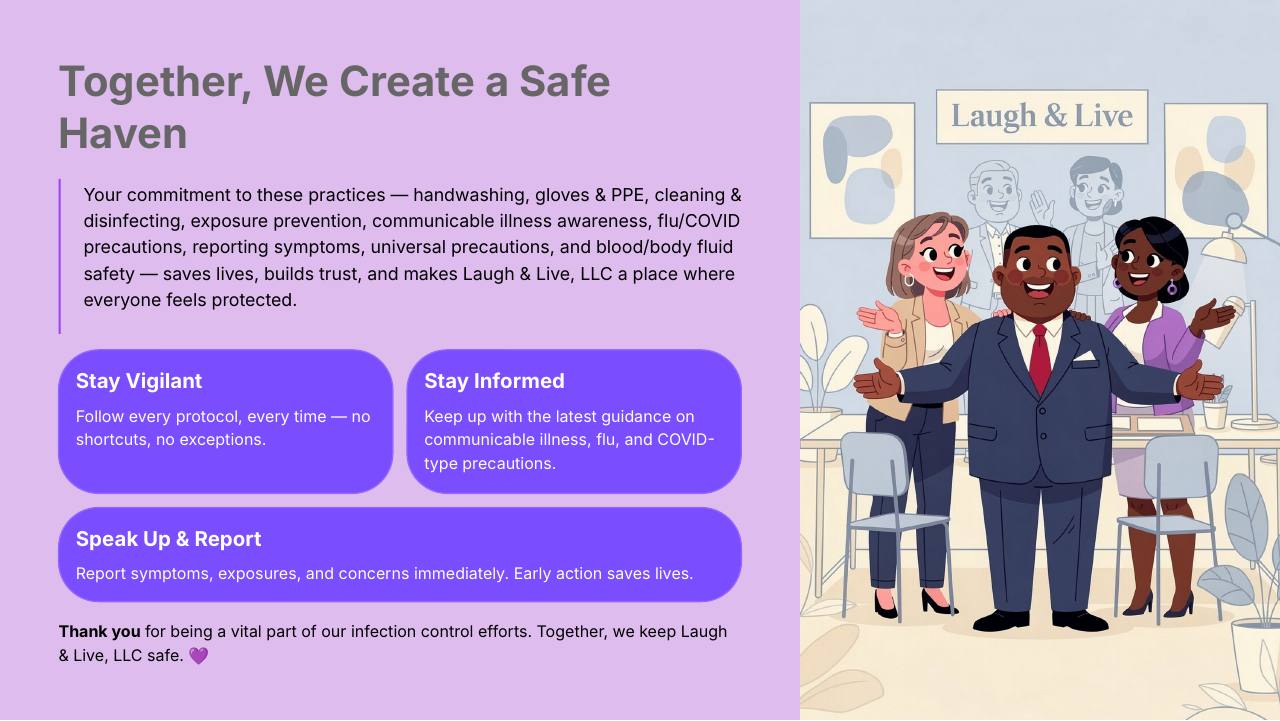 Together, We Create a Safe
Haven
Your commitment to these practices — handwashing, gloves & PPE, cleaning &
disinfecting, exposure prevention, communicable illness awareness, flu/COVID
precautions, reporting symptoms, universal precautions, and blood/body fluid
safety — saves lives, builds trust, and makes Laugh & Live, LLC a place where
everyone feels protected.
Stay Vigilant
Follow every protocol, every time — no
shortcuts, no exceptions.
Stay Informed
Keep up with the latest guidance on
communicable illness, flu, and COVID-
type precautions.
Speak Up & Report
Report symptoms, exposures, and concerns immediately. Early action saves lives.
Thank you for being a vital part of our infection control efforts. Together, we keep Laugh
& Live, LLC safe. 💜
Laugh & Live